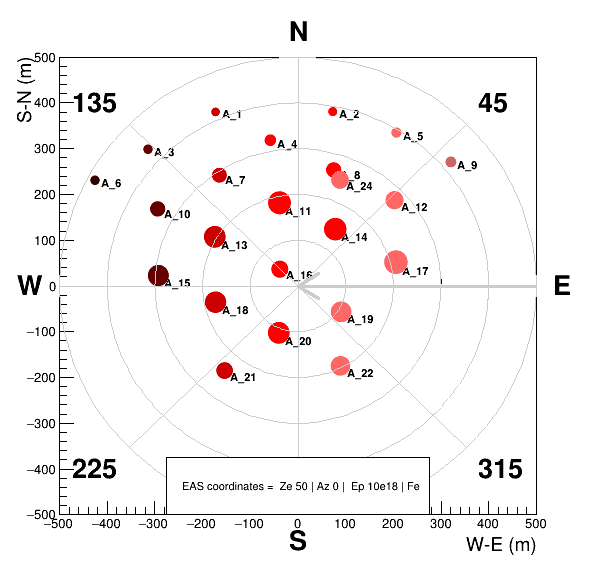 N
S-N (m)
500
400
300
200
100
0
−100
−200
−300
−400
−500
135
45
A_1
A_2
A_5
A_3
A_4
A_9
A_6
A_7
A_8
A_24
A_10
A_11
A_12
A_13
A_14
W
A_15
A_16
A_17
E
A_18
A_19
A_20
A_21
A_22
225
315
EAS coordinates = Ze 50 | Az 0 | Ep 10e18 | Fe
−500 −400 −300 −200 −100 0 100 200 300 400 500
S
W-E (m)